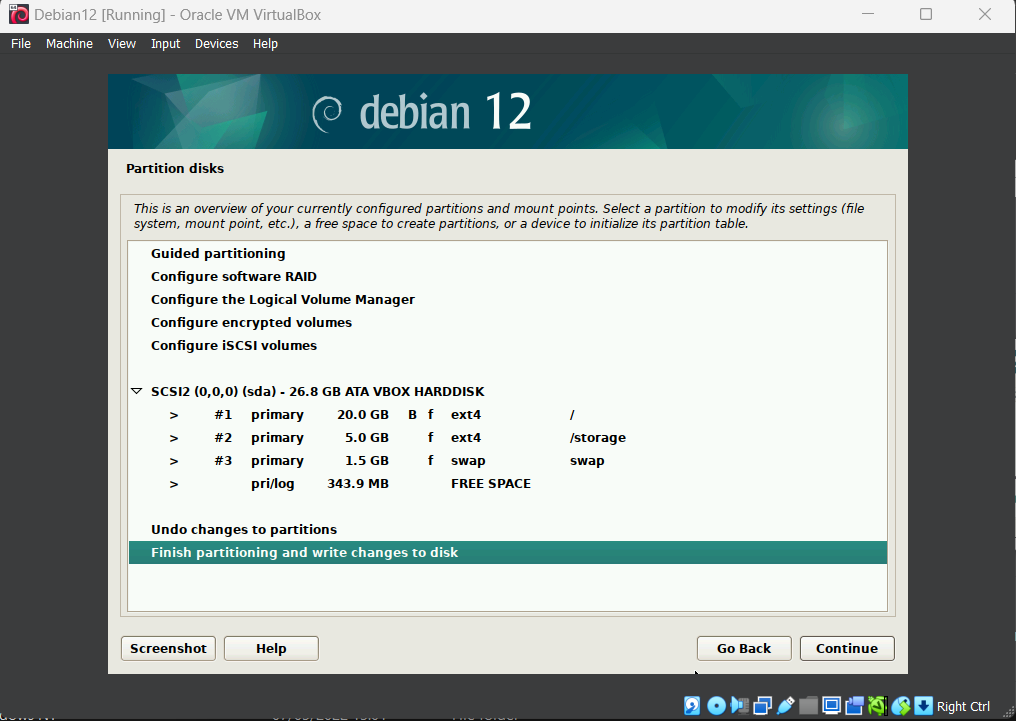 Debian12 [Running] - Oracle VM VirtualBox
File Machine View Input Devices Help
debian 12
Partition disks
This is an overview of your currently configured partitions and mount points. Select a partition to modify its settings (file
system, mount point, etc.), a free space to create partitions, or a device to initialize its partition table.
Guided partitioning
Configure software RAID
Configure the Logical Volume Manager
Configure encrypted volumes
Configure iSCSI volumes
SCSI2 (0,0,0) (sda) - 26.8 GB ATA VBOX HARDDISK
> #1 primary 20.0 GB B f ext4 /
> #2 primary 5.0 GB f ext4 /storage
> #3 primary 1.5 GB f swap swap
> pri/log 343.9 MB FREE SPACE
Undo changes to partitions
Finish partitioning and write changes to disk
Screenshot Help Go Back Continue
Right Ctrl